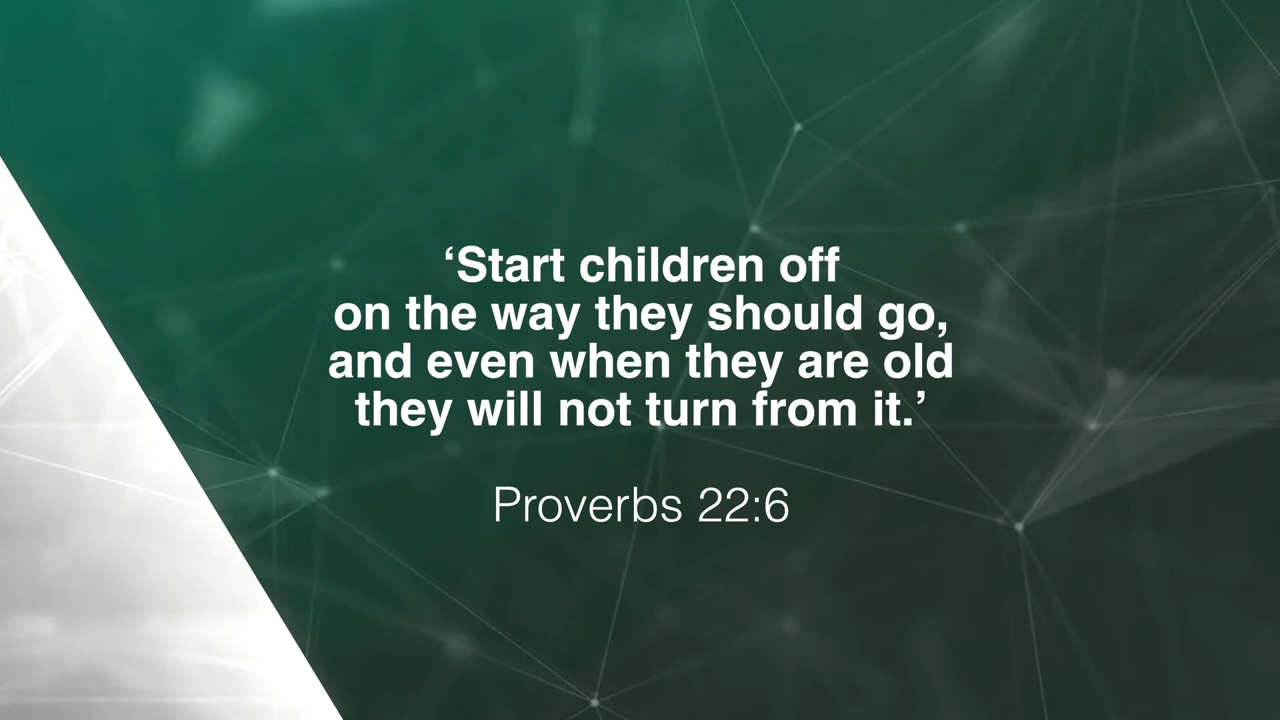 ‘Start children off
on the way they should go,
and even when they are old
they will not turn from it.’
Proverbs 22:6